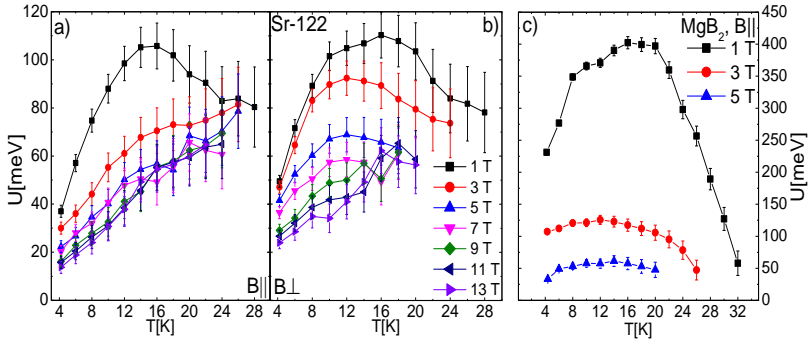 a)
Sr-122
b)
c)
MgB2, B||
1 T
3 T
5 T
450
400
350
300
250
200
150
100
50
0
U[meV]
120
100
80
60
40
20
0
U[meV]
1 T
3 T
5 T
7 T
9 T
11 T
13 T
B||
B⊥
4 8 12 16 20 24 28
T[K]
4 8 12 16 20 24 28
T[K]
4 8 12 16 20 24 28 32
T[K]